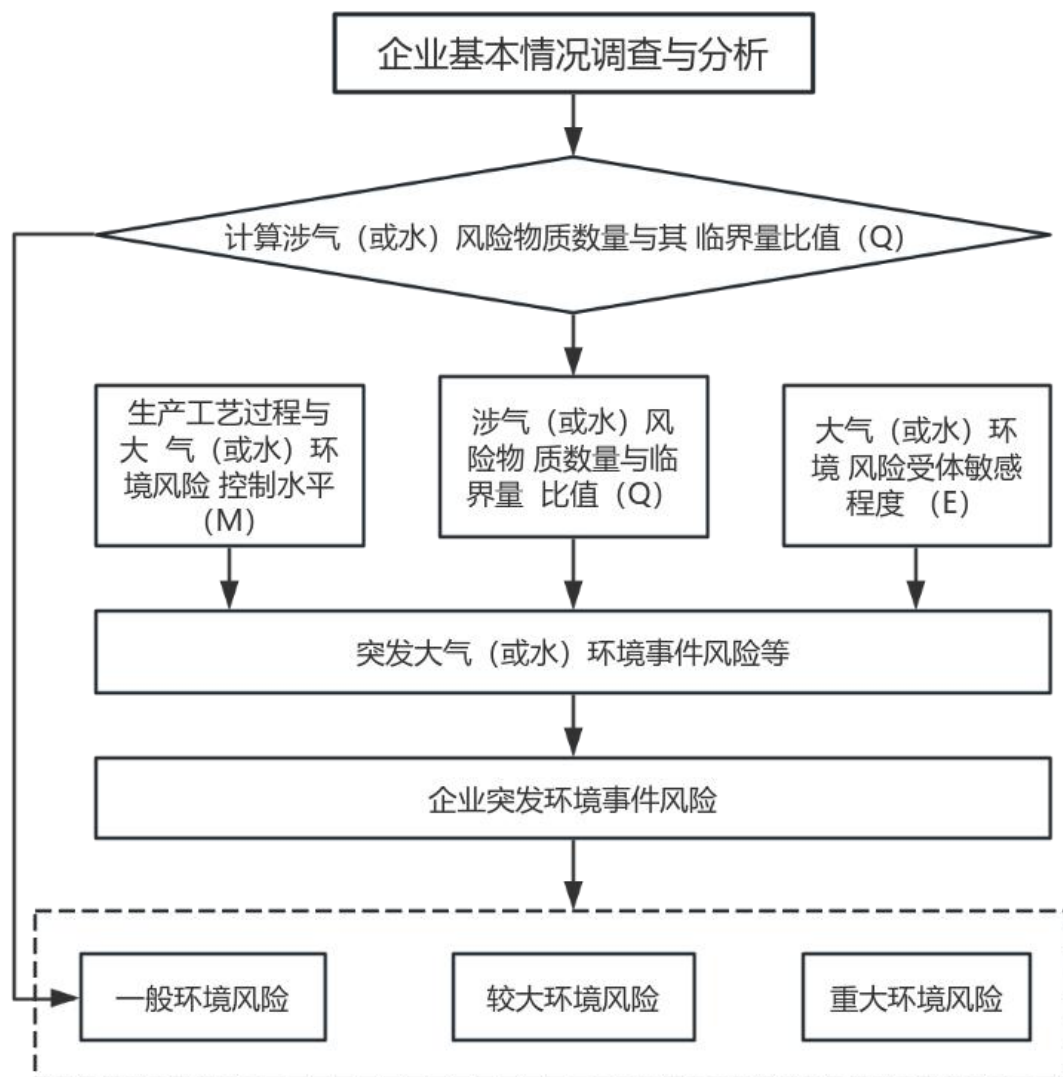 企业基本情况调查与分析
计算涉气（或水）风险物质数量与其 临界量比值（Q）
生产工艺过程与
大 气（或水）环
境风险 控制水平
（M）
涉气（或水）风
险物 质数量与临
界量 比值（Q）
大气（或水）环
境 风险受体敏感
程度 （E）
突发大气（或水）环境事件风险等
企业突发环境事件风险
一般环境风险
较大环境风险
重大环境风险